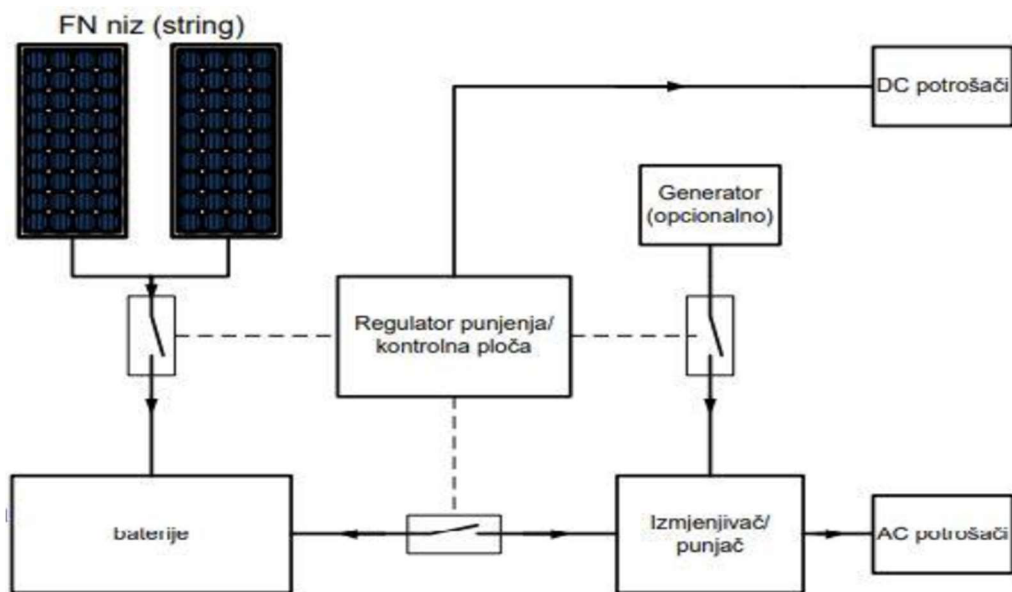 FN niz (string)
DC potrošači
Generator
(opcionalno)
Regulator punjenja/
kontrolna ploča
baterije
Izmjenjivač/
punjač
AC potrošači